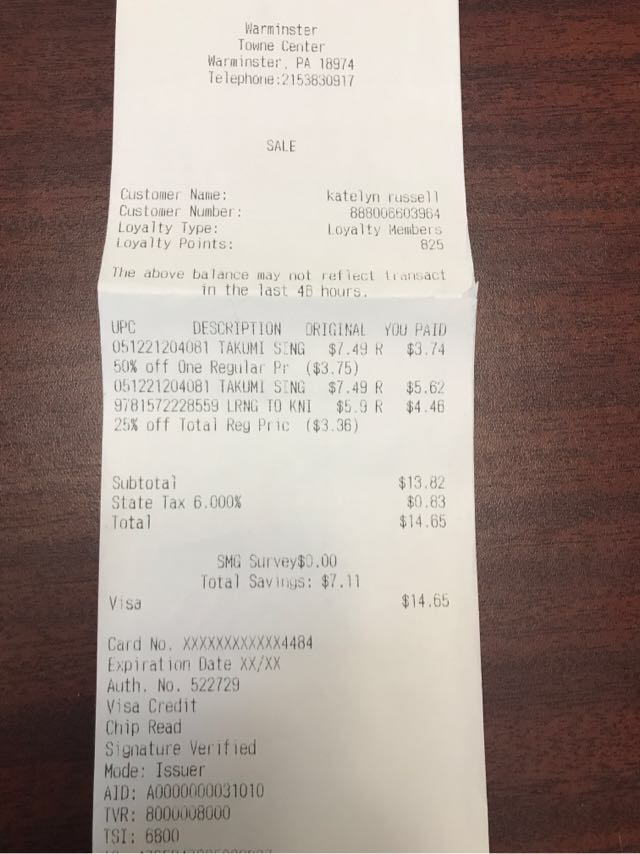 Warminster
Towne Center
Warminster, PA 18974
Telephone:2153830917
SALE
Customer Name: katelyn russell
Customer Number: 888006603964
Loyalty Type: Loyalty Members
Loyalty Points: 825
The above balance may not reflect transact
in the last 48 hours.
UPC DESCRIPTION ORIGINAL YOU PAID
051221204081 TAKUMI SING $7.49 R $3.74
50% off One Regular Pr ($3.75)
051221204081 TAKUMI SING $7.49 R $5.62
9781572228559 LRNG TO KNI $5.9 R $4.46
25% off Total Reg Pric ($3.36)
Subtotal $13.82
State Tax 6.000% $0.83
Total $14.65
SMG Survey$0.00
Total Savings: $7.11
Visa $14.65
Card No. XXXXXXXXXXXX4484
Expiration Date XX/XX
Auth. No. 522729
Visa Credit
Chip Read
Signature Verified
Mode: Issuer
AID: A0000000031010
TVR: 8000008000
TSI: 6800